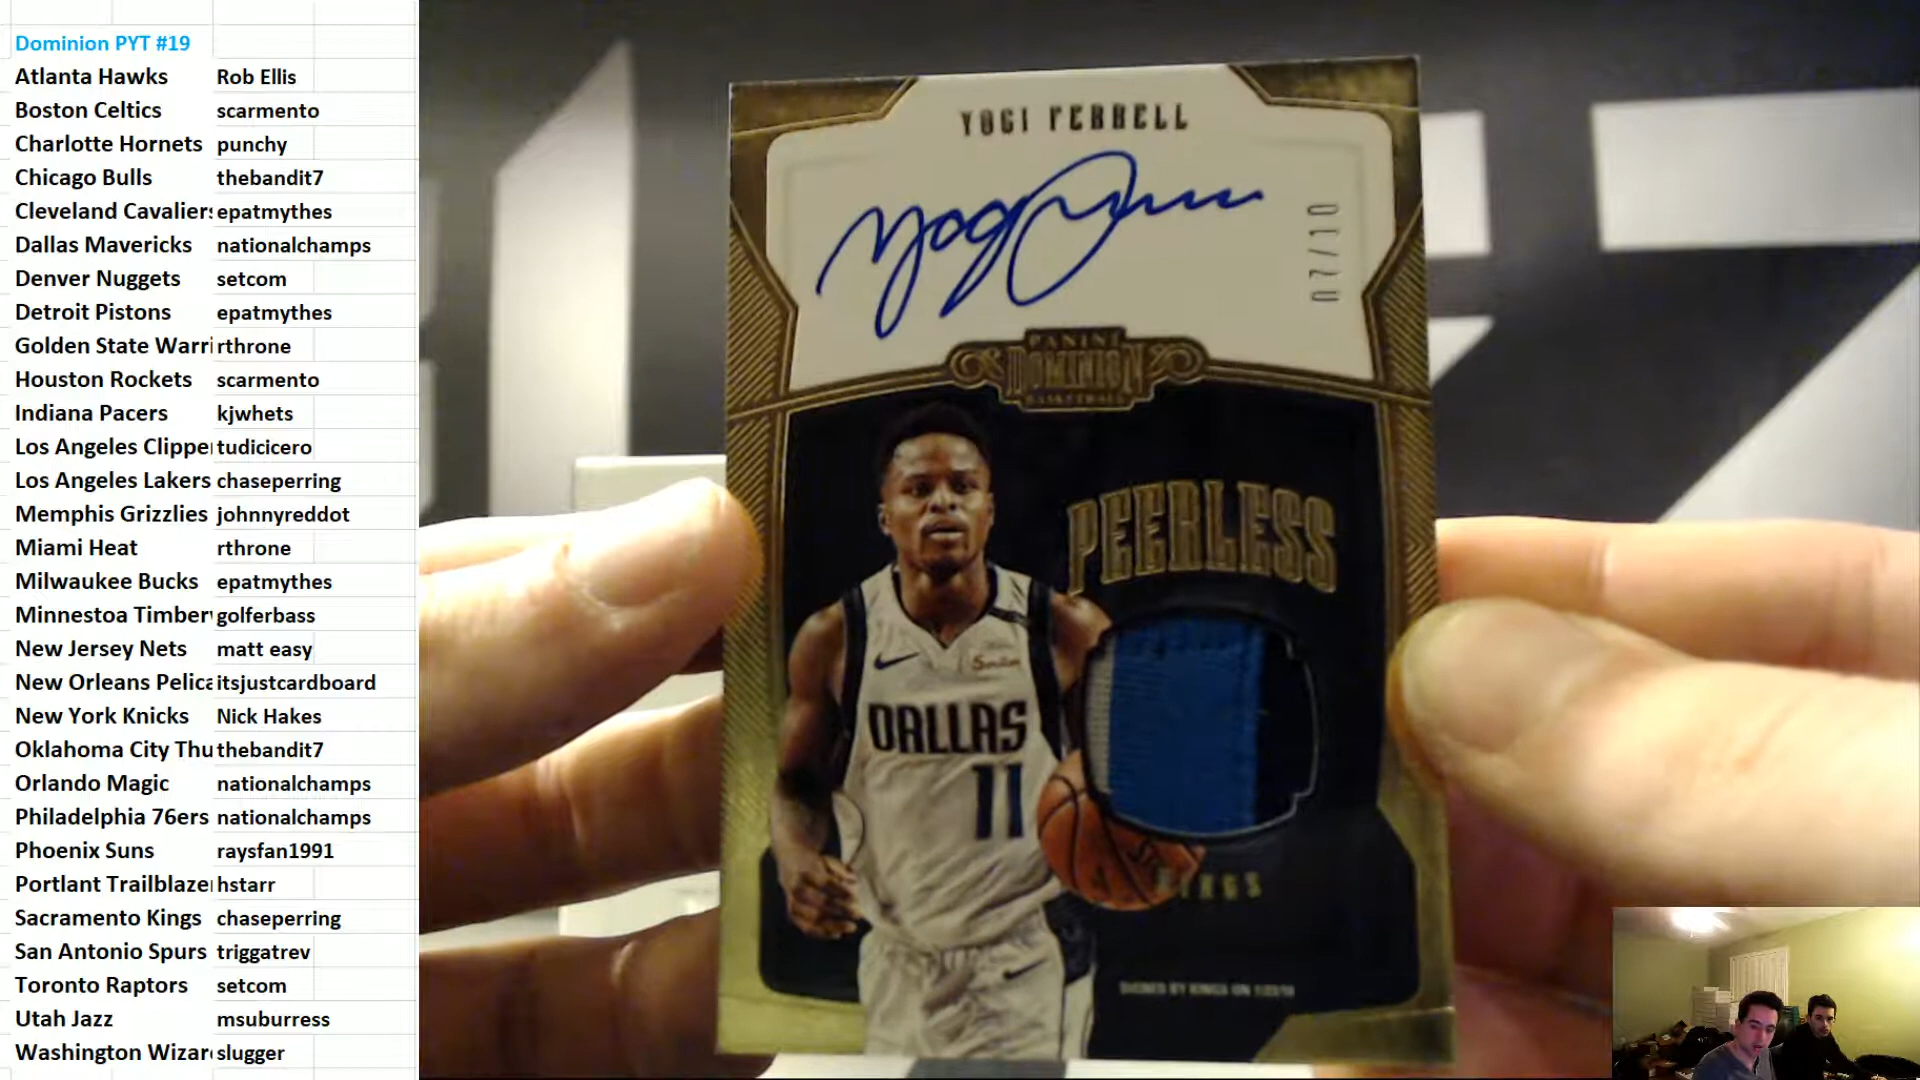 Dominion PYT #19
Atlanta Hawks Rob Ellis
Boston Celtics scarmento
Charlotte Hornets punchy
Chicago Bulls thebandit7
Cleveland Cavaliers epatmythes
Dallas Mavericks nationalchamps
Denver Nuggets setcom
Detroit Pistons epatmythes
Golden State Warri rthrone
Houston Rockets scarmento
Indiana Pacers kjwhets
Los Angeles Clipper tudicicero
Los Angeles Lakers chaseperring
Memphis Grizzlies johnnyreddot
Miami Heat rthrone
Milwaukee Bucks epatmythes
Minnestoa Timber golferbass
New Jersey Nets matt easy
New Orleans Pelica itsjustcardboard
New York Knicks Nick Hakes
Oklahoma City Thu thebandit7
Orlando Magic nationalchamps
Philadelphia 76ers nationalchamps
Phoenix Suns raysfan1991
Portlant Trailblazer hstarr
Sacramento Kings chaseperring
San Antonio Spurs triggatrev
Toronto Raptors setcom
Utah Jazz msuburress
Washington Wizar slugger
YOGI FERRELL
07/10
PANINI
DOMINION
BASKETBALL
PEERLESS
DALLAS
11
KINGS